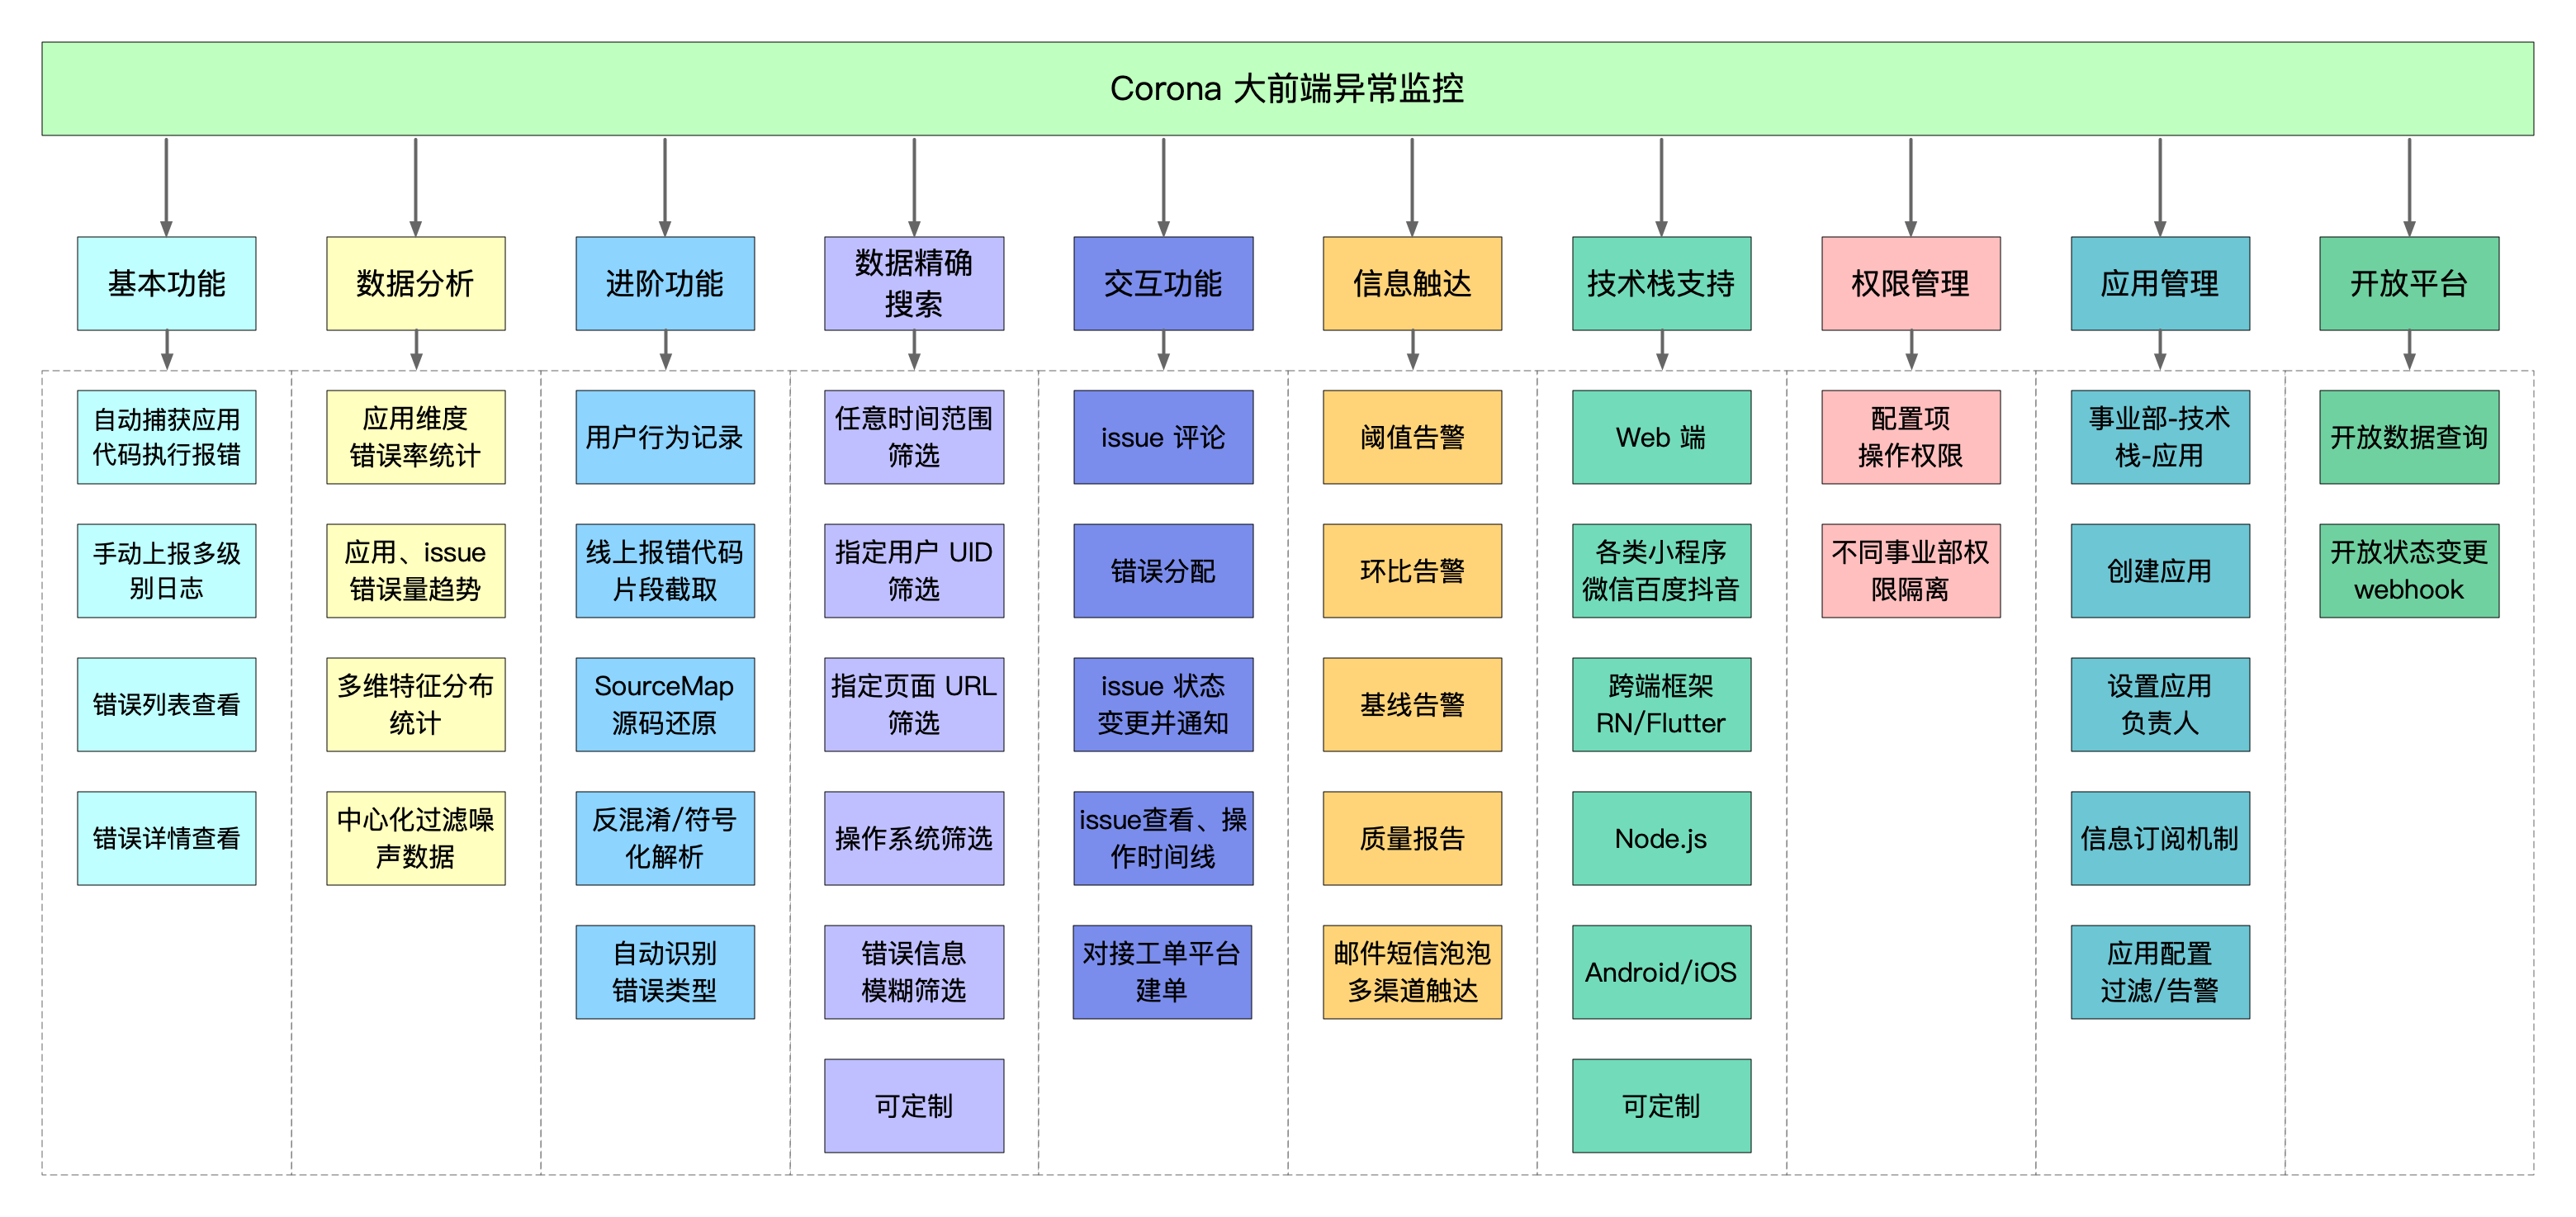 Corona 大前端异常监控
基本功能
数据分析
进阶功能
数据精确
搜索
交互功能
信息触达
技术栈支持
权限管理
应用管理
开放平台
自动捕获应用
代码执行报错
手动上报多级
别日志
错误列表查看
错误详情查看
应用维度
错误率统计
应用、issue
错误量趋势
多维特征分布
统计
中心化过滤噪
声数据
用户行为记录
线上报错代码
片段截取
SourceMap
源码还原
反混淆/符号
化解析
自动识别
错误类型
任意时间范围
筛选
指定用户 UID
筛选
指定页面 URL
筛选
操作系统筛选
错误信息
模糊筛选
可定制
issue 评论
错误分配
issue 状态
变更并通知
issue查看、操
作时间线
对接工单平台
建单
阈值告警
环比告警
基线告警
质量报告
邮件短信泡泡
多渠道触达
Web 端
各类小程序
微信百度抖音
跨端框架
RN/Flutter
Node.js
Android/iOS
可定制
配置项
操作权限
不同事业部权
限隔离
事业部-技术
栈-应用
创建应用
设置应用
负责人
信息订阅机制
应用配置
过滤/告警
开放数据查询
开放状态变更
webhook